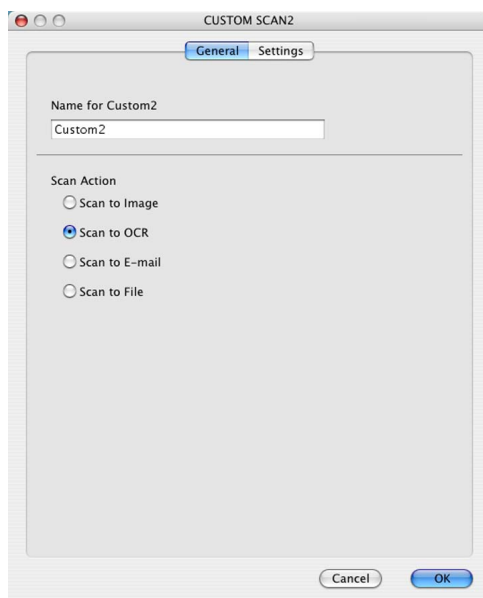 CUSTOM SCAN2
General Settings
Name for Custom2
Custom2
Scan Action
Scan to Image
Scan to OCR
Scan to E-mail
Scan to File
Cancel OK